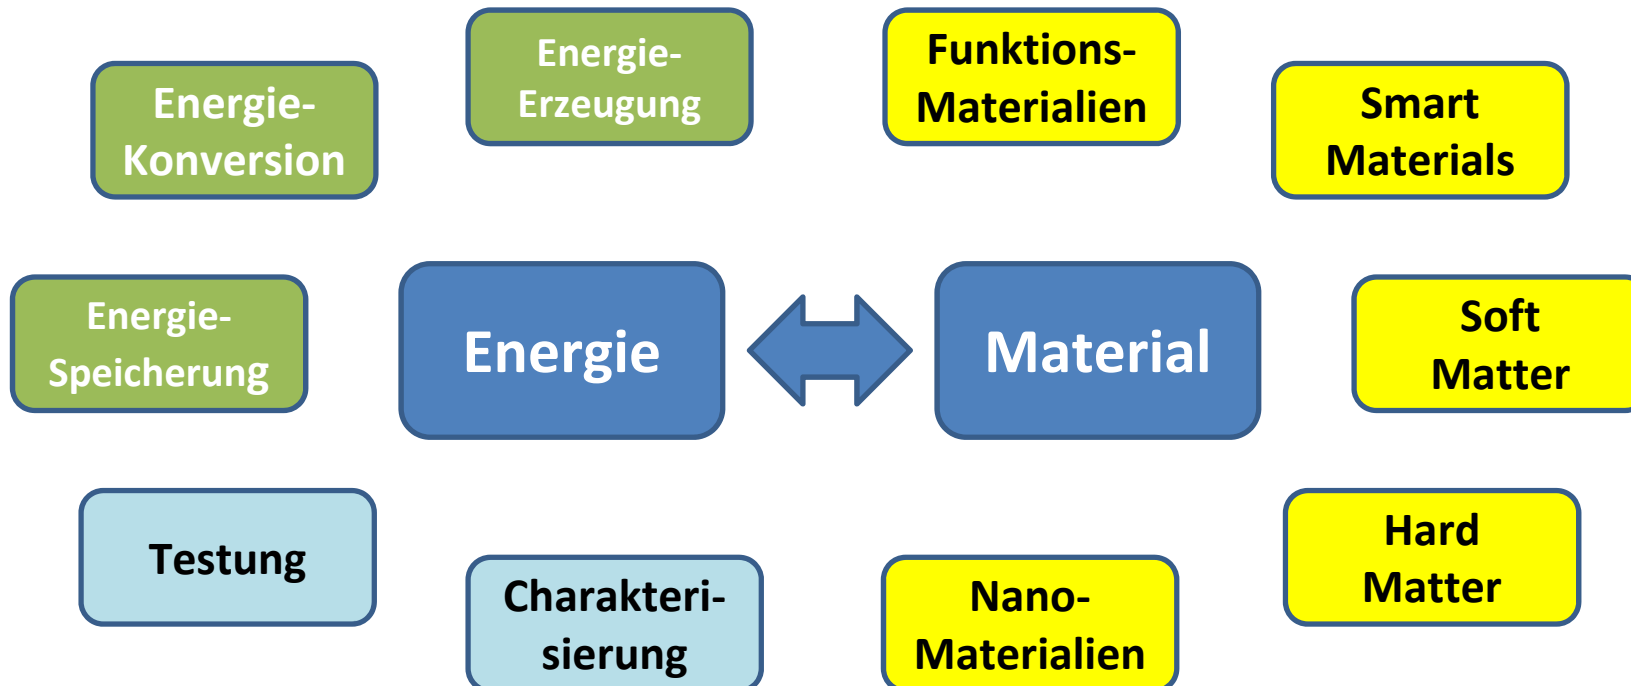 Energie-
Erzeugung
Funktions-
Materialien
Energie-
Konversion
Smart
Materials
Energie-
Speicherung
Energie
Material
Soft
Matter
Testung
Hard
Matter
Charakteri-
sierung
Nano-
Materialien